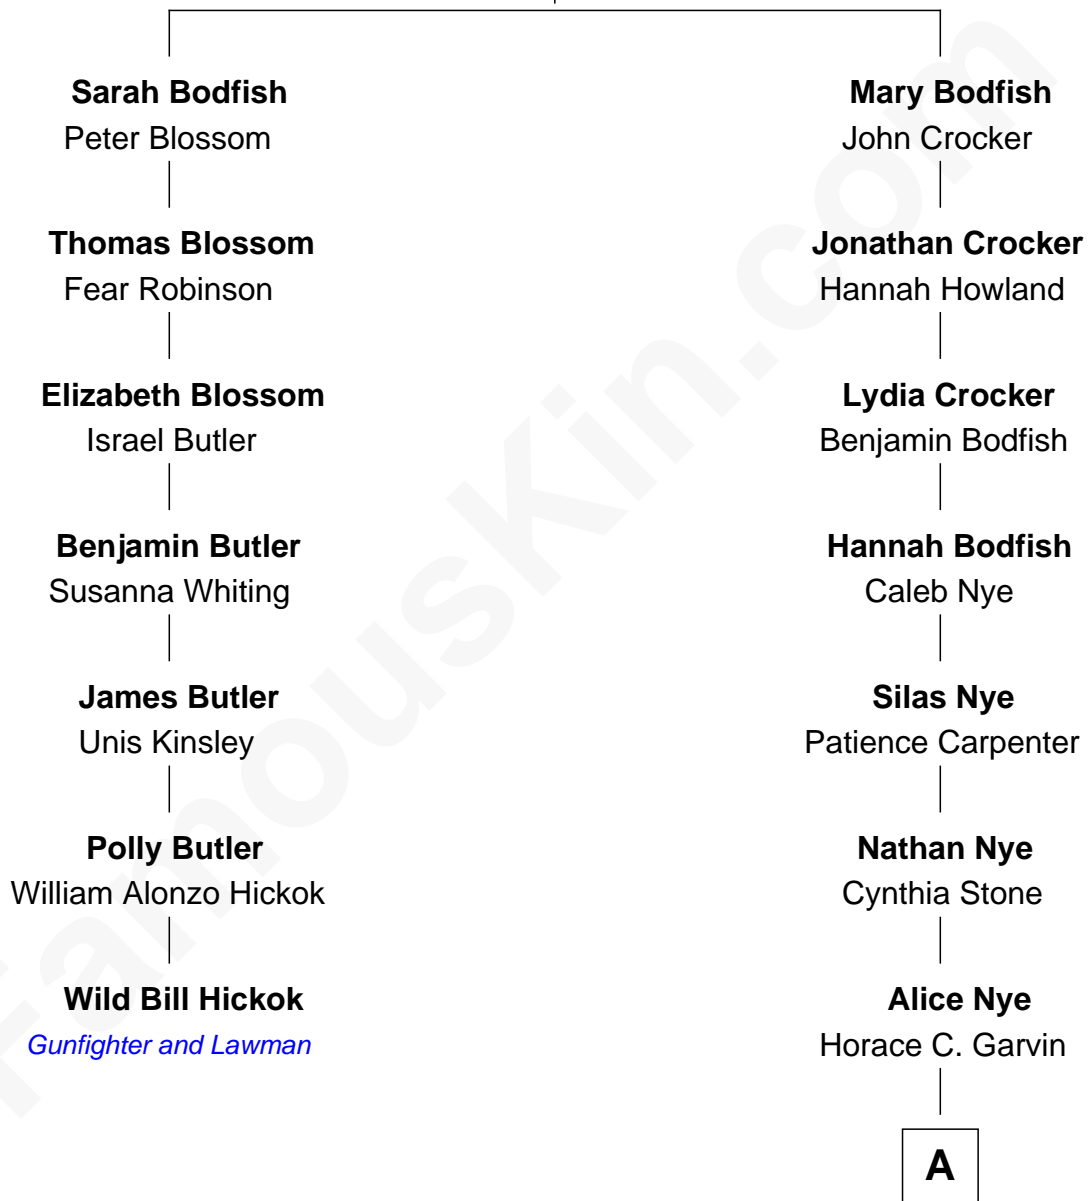 Sarah Bodfish
Peter Blossom
Thomas Blossom
Fear Robinson
Elizabeth Blossom
Israel Butler
Benjamin Butler
Susanna Whiting
James Butler
Unis Kinsley
Polly Butler
William Alonzo Hickok
Wild Bill Hickok
Gunfighter and Lawman
Mary Bodfish
John Crocker
Jonathan Crocker
Hannah Howland
Lydia Crocker
Benjamin Bodfish
Hannah Bodfish
Caleb Nye
Silas Nye
Patience Carpenter
Nathan Nye
Cynthia Stone
Alice Nye
Horace C. Garvin
A
FamousKin.com